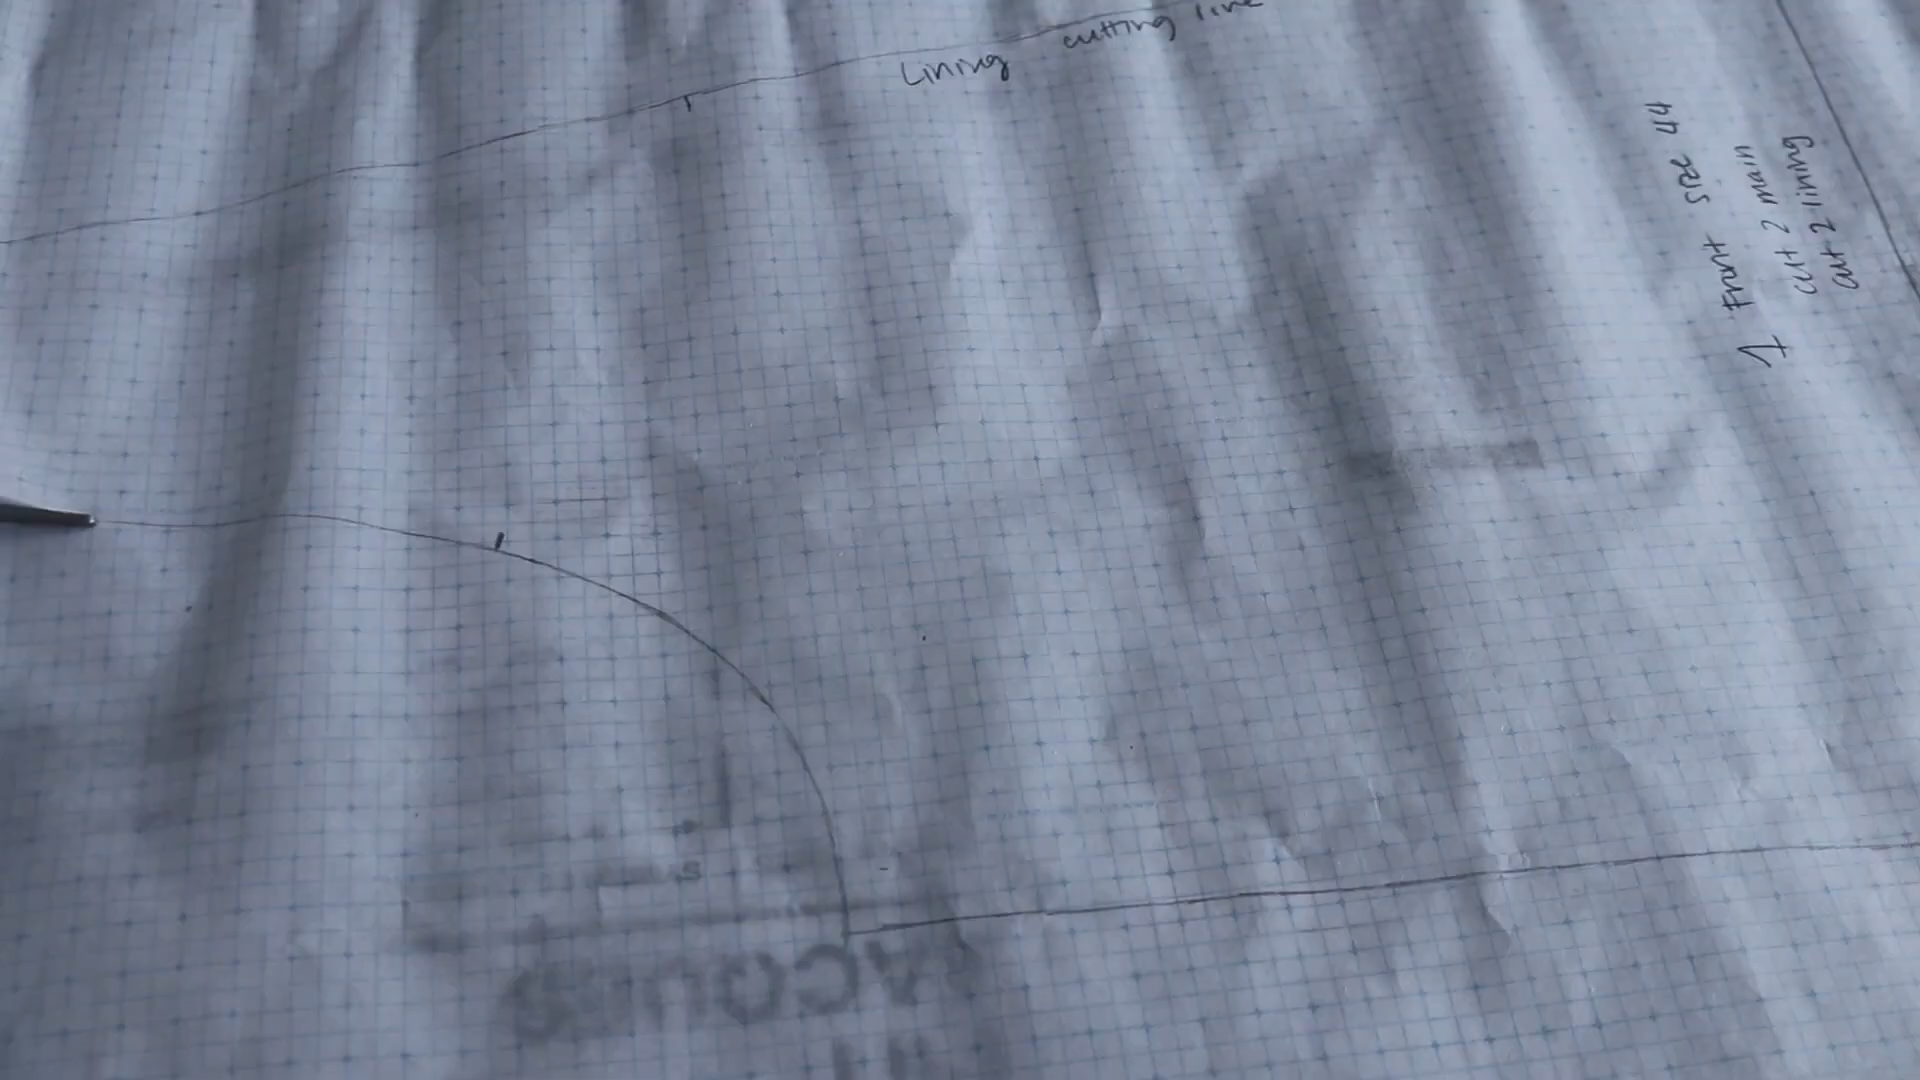 Lining cutting line
1 Front size 44
cut 2 main
cut 2 lining